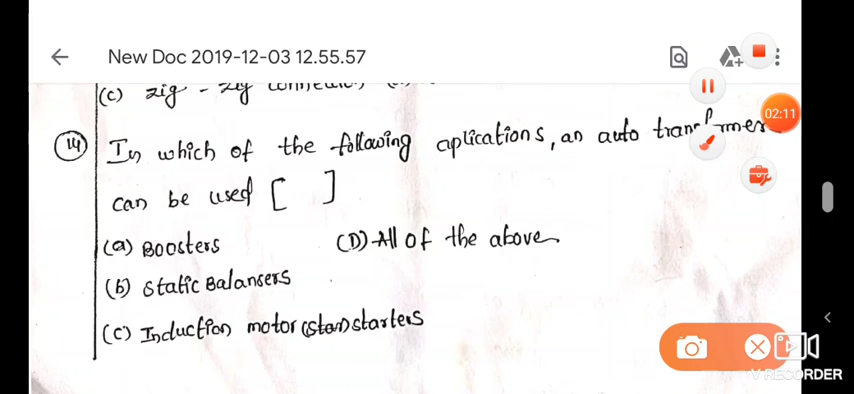 New Doc 2019-12-03 12.55.57
(c) zig - zig
02:11
(14) In which of the following aplications, an auto transformer
can be used [ ]
(a) Boosters (D) All of the above
(b) Static Balansers
(c) Induction motor (star) starters
V RECORDER